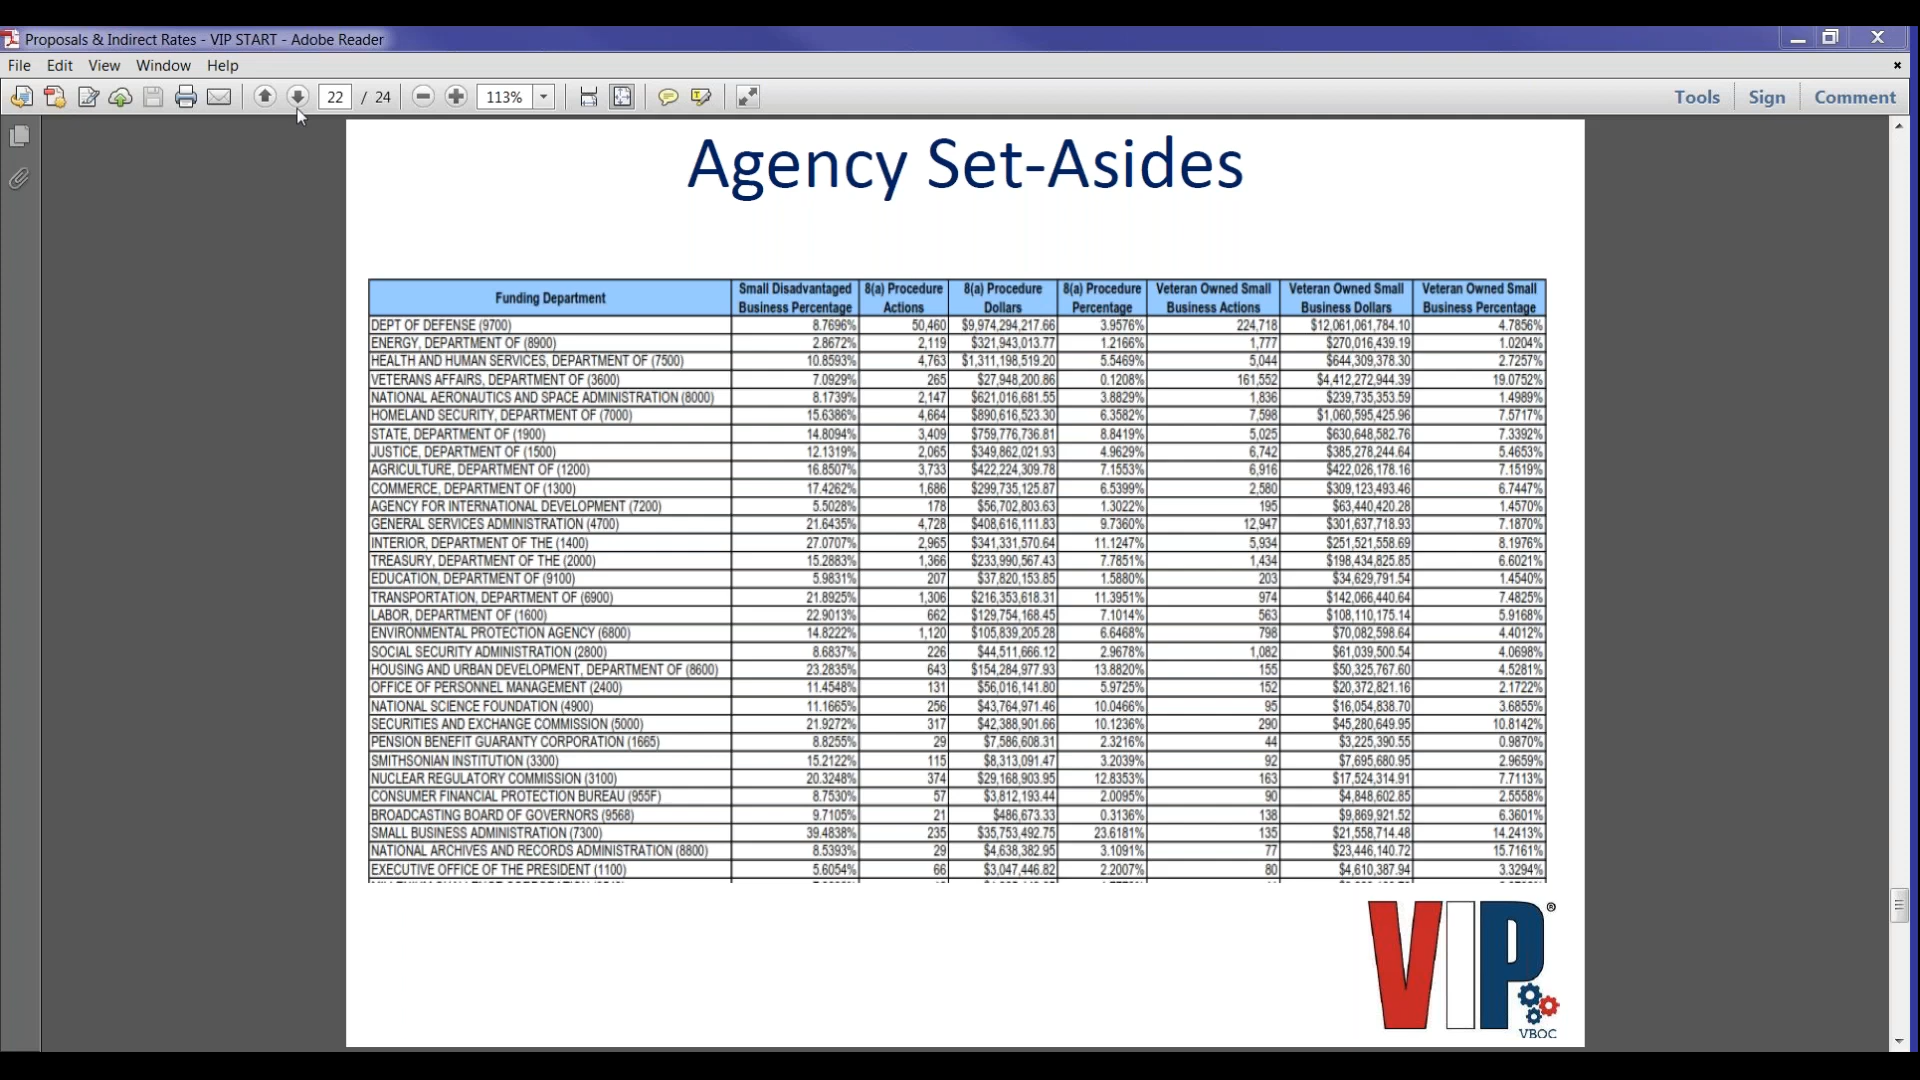 Proposals & Indirect Rates - VIP START - Adobe Reader
File Edit View Window Help
22 / 24 113% Tools Sign Comment
Agency Set-Asides
Funding Department Small Disadvantaged Business Percentage 8(a) Procedure Actions 8(a) Procedure Dollars 8(a) Procedure Percentage Veteran Owned Small Business Actions Veteran Owned Small Business Dollars Veteran Owned Small Business Percentage
DEPT OF DEFENSE (9700) 8.7696% 50,460 $9,974,294,217.66 3.9576% 224,718 $12,061,061,784.10 4.7856%
ENERGY, DEPARTMENT OF (8900) 2.8672% 2,119 $321,943,013.77 1.2166% 1,777 $270,016,439.19 1.0204%
HEALTH AND HUMAN SERVICES, DEPARTMENT OF (7500) 10.8593% 4,763 $1,311,198,519.20 5.5469% 5,044 $644,309,378.30 2.7257%
VETERANS AFFAIRS, DEPARTMENT OF (3600) 7.0929% 265 $27,948,200.86 0.1208% 161,552 $4,412,272,944.39 19.0752%
NATIONAL AERONAUTICS AND SPACE ADMINISTRATION (8000) 8.1739% 2,147 $621,016,681.55 3.8829% 1,836 $239,735,353.59 1.4989%
HOMELAND SECURITY, DEPARTMENT OF (7000) 15.6386% 4,664 $890,616,523.30 6.3582% 7,598 $1,060,595,425.96 7.5717%
STATE, DEPARTMENT OF (1900) 14.8094% 3,409 $759,776,736.81 8.8419% 5,025 $630,648,582.76 7.3392%
JUSTICE, DEPARTMENT OF (1500) 12.1319% 2,065 $349,862,021.93 4.9629% 6,742 $385,278,244.64 5.4653%
AGRICULTURE, DEPARTMENT OF (1200) 16.8507% 3,733 $422,224,309.78 7.1553% 6,916 $422,026,178.16 7.1519%
COMMERCE, DEPARTMENT OF (1300) 17.4262% 1,686 $299,735,125.87 6.5399% 2,580 $309,123,493.46 6.7447%
AGENCY FOR INTERNATIONAL DEVELOPMENT (7200) 5.5028% 178 $56,702,803.63 1.3022% 195 $63,440,420.28 1.4570%
GENERAL SERVICES ADMINISTRATION (4700) 21.6435% 4,728 $408,616,111.83 9.7360% 12,947 $301,637,718.93 7.1870%
INTERIOR, DEPARTMENT OF THE (1400) 27.0707% 2,965 $341,331,570.64 11.1247% 5,934 $251,521,558.69 8.1976%
TREASURY, DEPARTMENT OF THE (2000) 15.2883% 1,366 $233,990,567.43 7.7851% 1,434 $198,434,825.85 6.6021%
EDUCATION, DEPARTMENT OF (9100) 5.9831% 207 $37,820,153.85 1.5880% 203 $34,629,791.54 1.4540%
TRANSPORTATION, DEPARTMENT OF (6900) 21.8925% 1,306 $216,353,618.31 11.3951% 974 $142,066,440.64 7.4825%
LABOR, DEPARTMENT OF (1600) 22.9013% 662 $129,754,168.45 7.1014% 563 $108,110,175.14 5.9168%
ENVIRONMENTAL PROTECTION AGENCY (6800) 14.8222% 1,120 $105,839,205.28 6.6468% 798 $70,082,598.64 4.4012%
SOCIAL SECURITY ADMINISTRATION (2800) 8.6837% 226 $44,511,666.12 2.9678% 1,082 $61,039,500.54 4.0698%
HOUSING AND URBAN DEVELOPMENT, DEPARTMENT OF (8600) 23.2835% 643 $154,284,977.93 13.8820% 155 $50,325,767.60 4.5281%
OFFICE OF PERSONNEL MANAGEMENT (2400) 11.4548% 131 $56,016,141.80 5.9725% 152 $20,372,821.16 2.1722%
NATIONAL SCIENCE FOUNDATION (4900) 11.1665% 256 $43,764,971.46 10.0466% 95 $16,054,838.70 3.6855%
SECURITIES AND EXCHANGE COMMISSION (5000) 21.9272% 317 $42,388,901.66 10.1236% 290 $45,280,649.95 10.8142%
PENSION BENEFIT GUARANTY CORPORATION (1665) 8.8255% 29 $7,586,608.31 2.3216% 44 $3,225,390.55 0.9870%
SMITHSONIAN INSTITUTION (3300) 15.2122% 115 $8,313,091.47 3.2039% 92 $7,695,680.95 2.9659%
NUCLEAR REGULATORY COMMISSION (3100) 20.3248% 374 $29,168,903.95 12.8353% 163 $17,524,314.91 7.7113%
CONSUMER FINANCIAL PROTECTION BUREAU (955F) 8.7530% 57 $3,812,193.44 2.0095% 90 $4,848,602.85 2.5558%
BROADCASTING BOARD OF GOVERNORS (9568) 9.7105% 21 $486,673.33 0.3136% 138 $9,869,921.52 6.3601%
SMALL BUSINESS ADMINISTRATION (7300) 39.4838% 235 $35,753,492.75 23.6181% 135 $21,558,714.48 14.2413%
NATIONAL ARCHIVES AND RECORDS ADMINISTRATION (8800) 8.5393% 29 $4,638,382.95 3.1091% 77 $23,446,140.72 15.7161%
EXECUTIVE OFFICE OF THE PRESIDENT (1100) 5.6054% 66 $3,047,446.82 2.2007% 80 $4,610,387.94 3.3294%
VIP®
VBOC